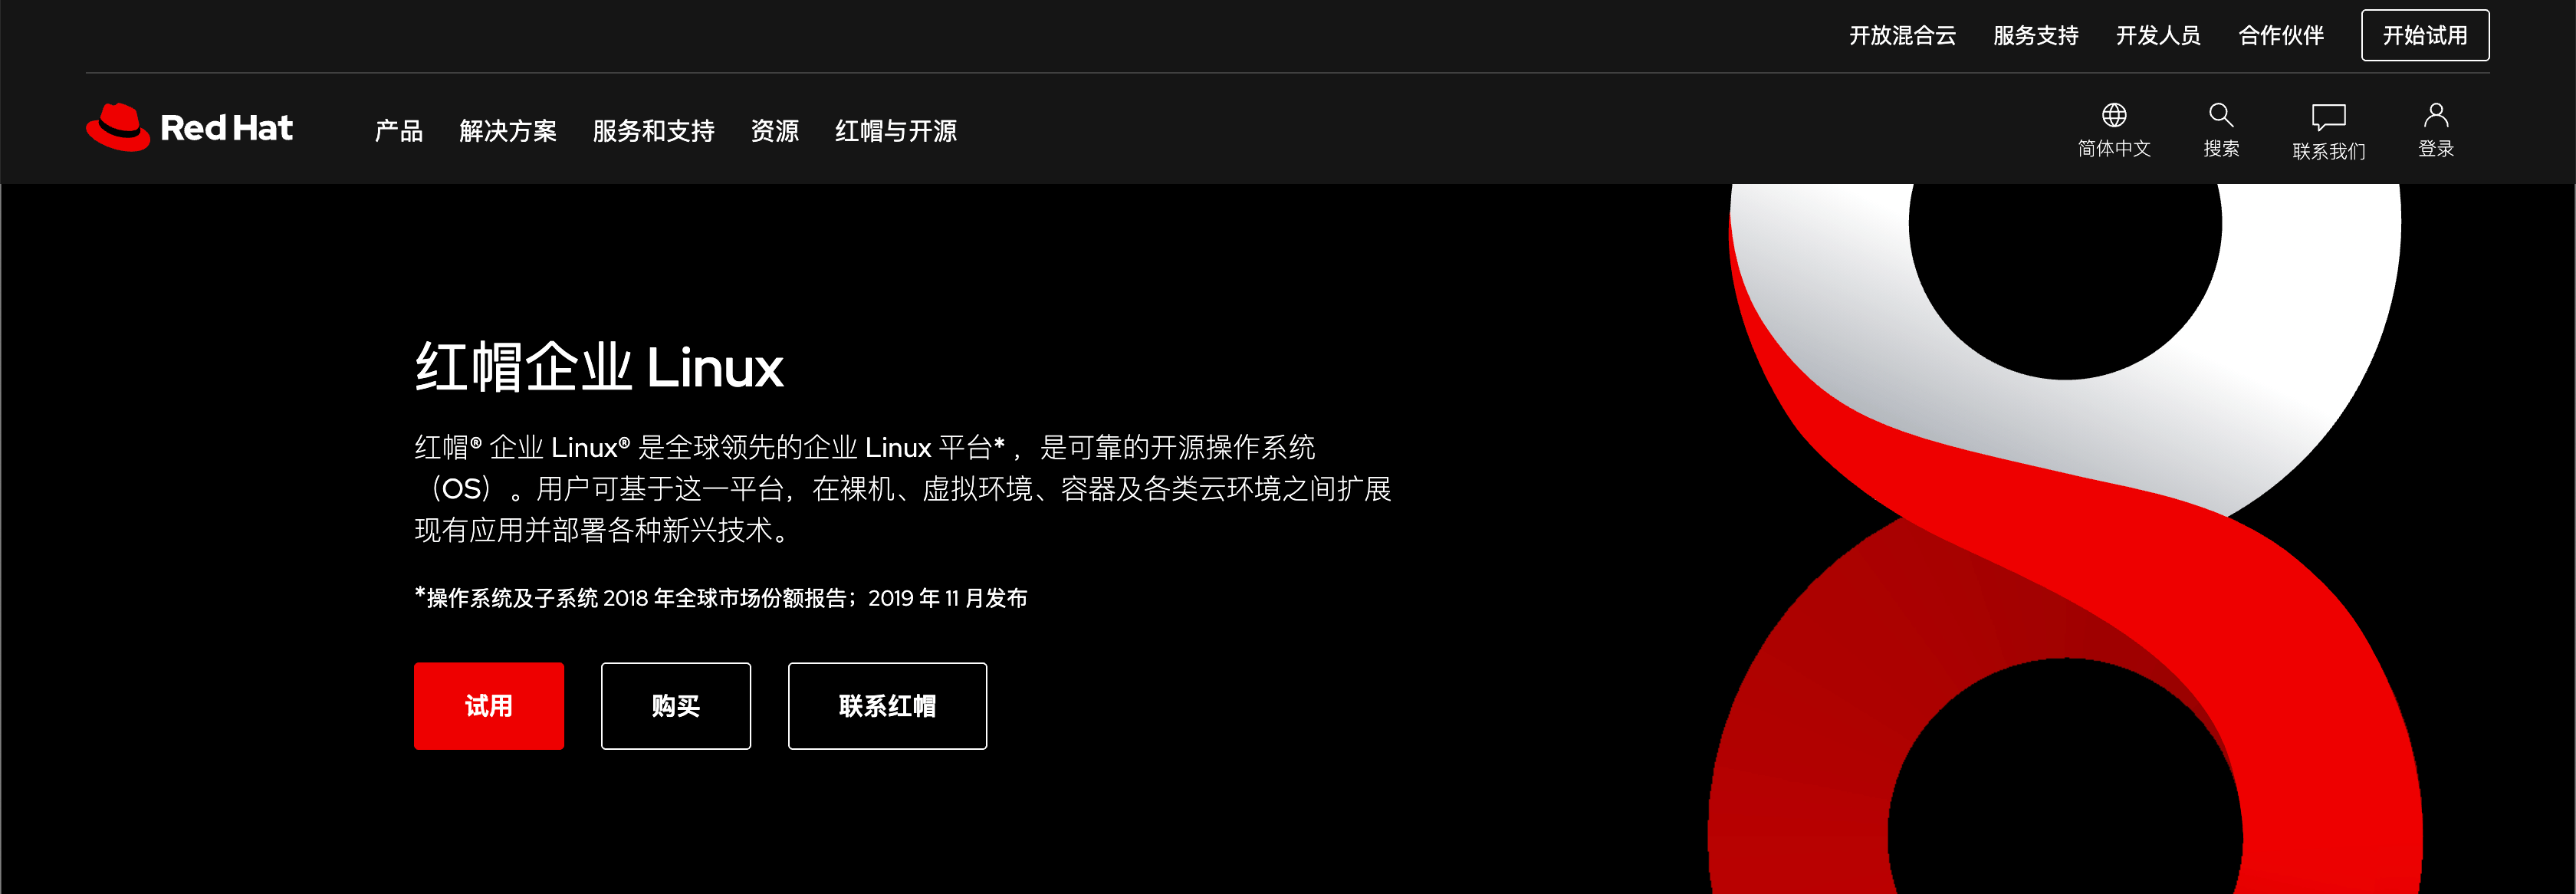 开放混合云 服务支持 开发人员 合作伙伴 开始试用
Red Hat 产品 解决方案 服务和支持 资源 红帽与开源 简体中文 搜索 联系我们 登录
红帽企业 Linux
红帽® 企业 Linux® 是全球领先的企业 Linux 平台* ，是可靠的开源操作系统
（OS）。用户可基于这一平台，在裸机、虚拟环境、容器及各类云环境之间扩展
现有应用并部署各种新兴技术。
*操作系统及子系统 2018 年全球市场份额报告；2019 年 11 月发布
试用 购买 联系红帽
8